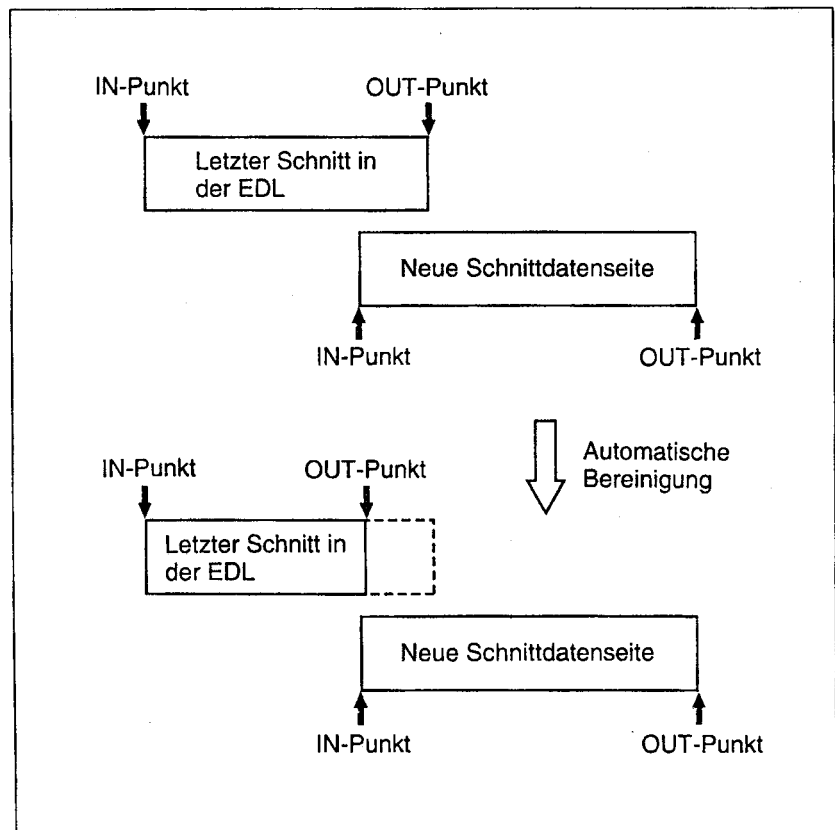 IN-Punkt OUT-Punkt
Letzter Schnitt in
der EDL
Neue Schnittdatenseite
IN-Punkt OUT-Punkt
Automatische
Bereinigung
IN-Punkt OUT-Punkt
Letzter Schnitt in
der EDL
Neue Schnittdatenseite
IN-Punkt OUT-Punkt